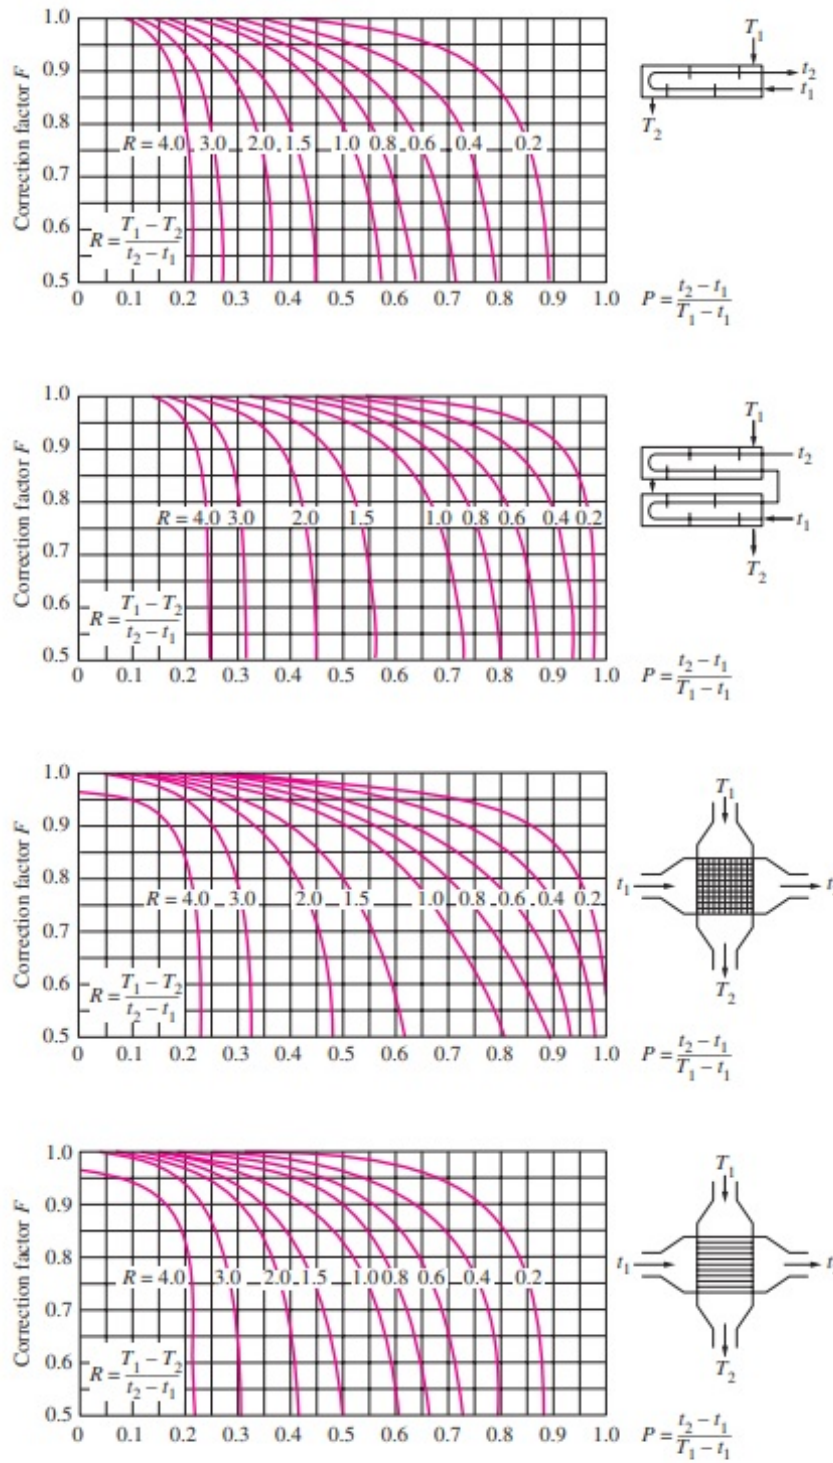 Correction factor F
1.0
0.9
0.8
0.7
0.6
0.5
R = 4.0 3.0 2.0 1.5 1.0 0.8 0.6 0.4 0.2
R = T1 − T2 / t2 − t1
0 0.1 0.2 0.3 0.4 0.5 0.6 0.7 0.8 0.9 1.0
T1
t2
t1
T2
P = t2 − t1 / T1 − t1
Correction factor F
1.0
0.9
0.8
0.7
0.6
0.5
R = 4.0 3.0 2.0 1.5 1.0 0.8 0.6 0.4 0.2
R = T1 − T2 / t2 − t1
0 0.1 0.2 0.3 0.4 0.5 0.6 0.7 0.8 0.9 1.0
T1
t2
t1
T2
P = t2 − t1 / T1 − t1
Correction factor F
1.0
0.9
0.8
0.7
0.6
0.5
R = 4.0 3.0 2.0 1.5 1.0 0.8 0.6 0.4 0.2
R = T1 − T2 / t2 − t1
0 0.1 0.2 0.3 0.4 0.5 0.6 0.7 0.8 0.9 1.0
T1
t1 t
T2
P = t2 − t1 / T1 − t1
Correction factor F
1.0
0.9
0.8
0.7
0.6
0.5
R = 4.0 3.0 2.0 1.5 1.0 0.8 0.6 0.4 0.2
R = T1 − T2 / t2 − t1
0 0.1 0.2 0.3 0.4 0.5 0.6 0.7 0.8 0.9 1.0
T1
t1 t
T2
P = t2 − t1 / T1 − t1